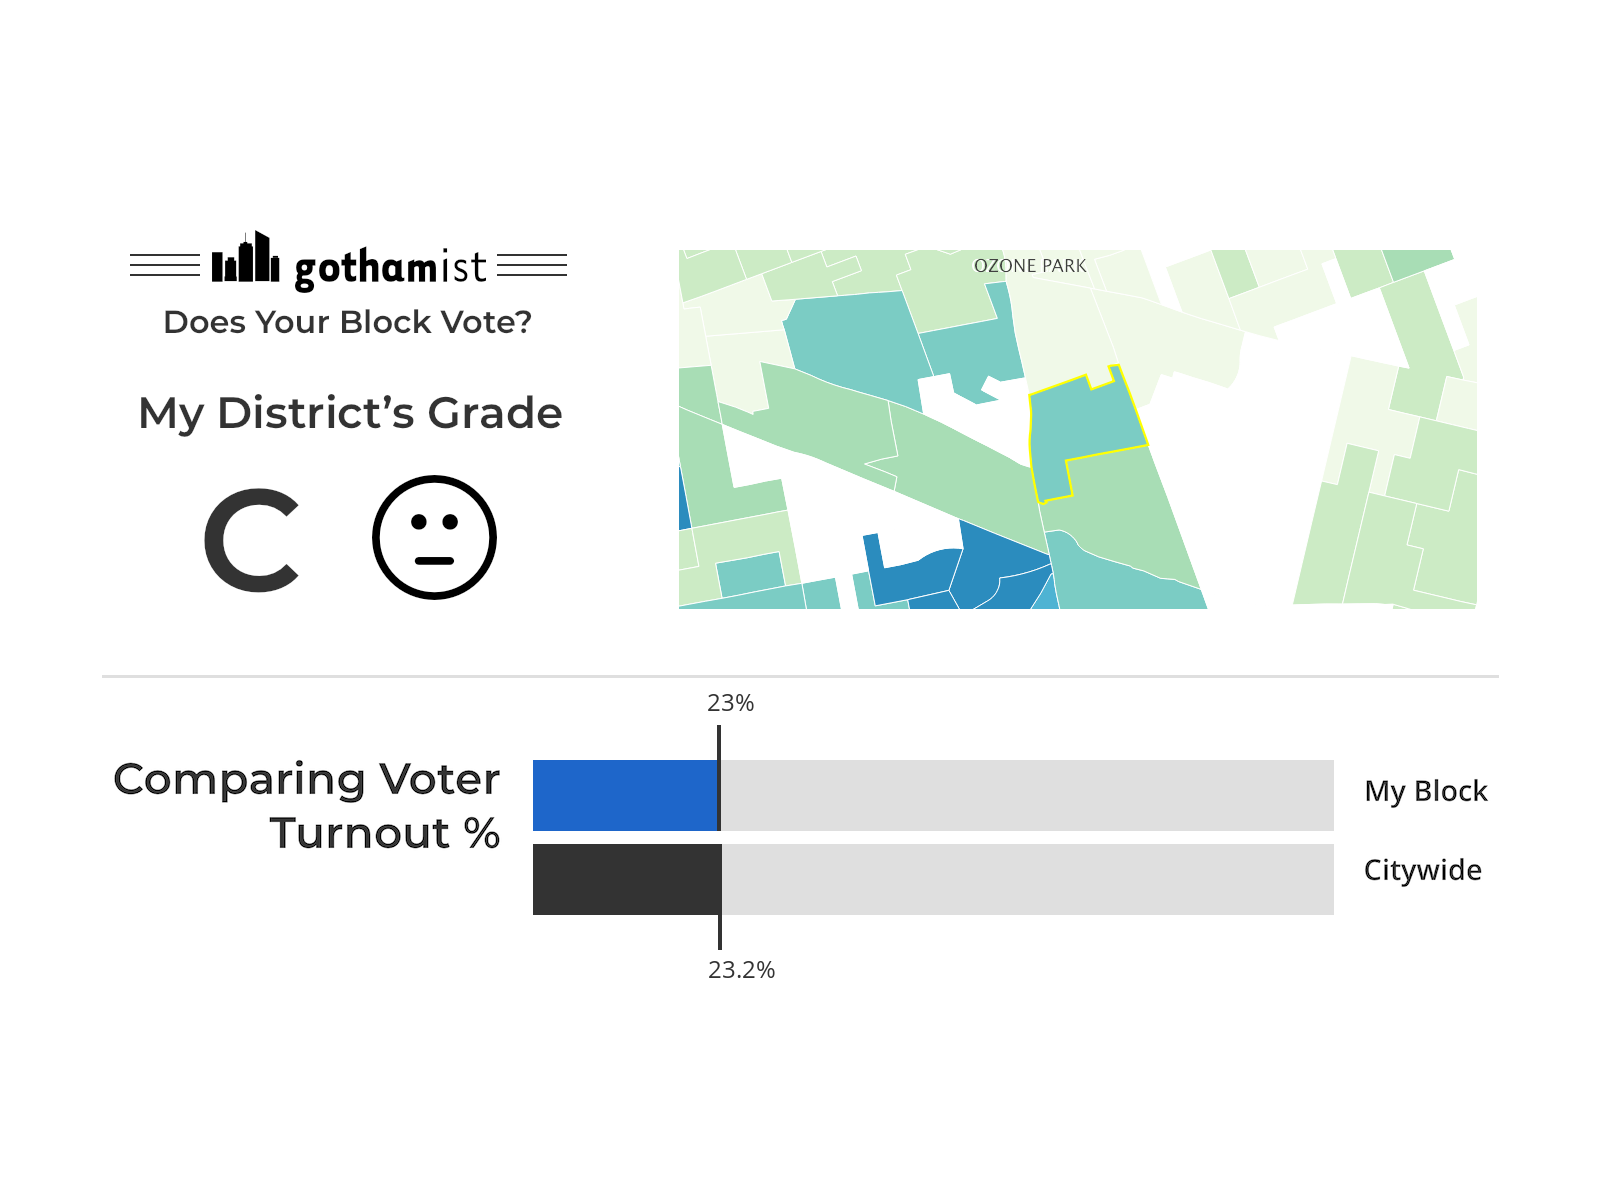 gothamist
Does Your Block Vote?
My District’s Grade
C
OZONE PARK
23%
Comparing Voter
Turnout %
My Block
Citywide
23.2%